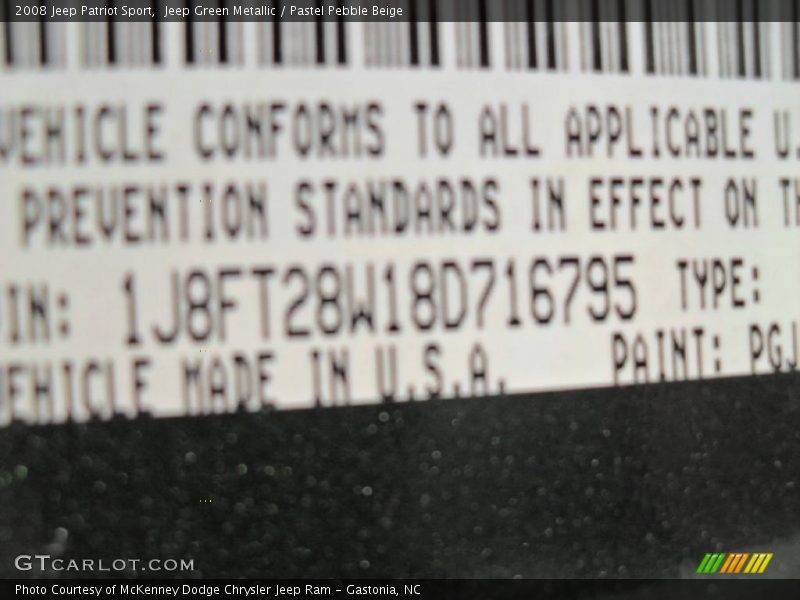 2008 Jeep Patriot Sport,  Jeep Green Metallic / Pastel Pebble Beige
VEHICLE CONFORMS TO ALL APPLICABLE U.
PREVENTION STANDARDS IN EFFECT ON TH
VIN: 1J8FT28W18D716795 TYPE:
VEHICLE MADE IN U.S.A. PAINT: PGJ
GTCARLOT.COM
Photo Courtesy of McKenney Dodge Chrysler Jeep Ram - Gastonia, NC